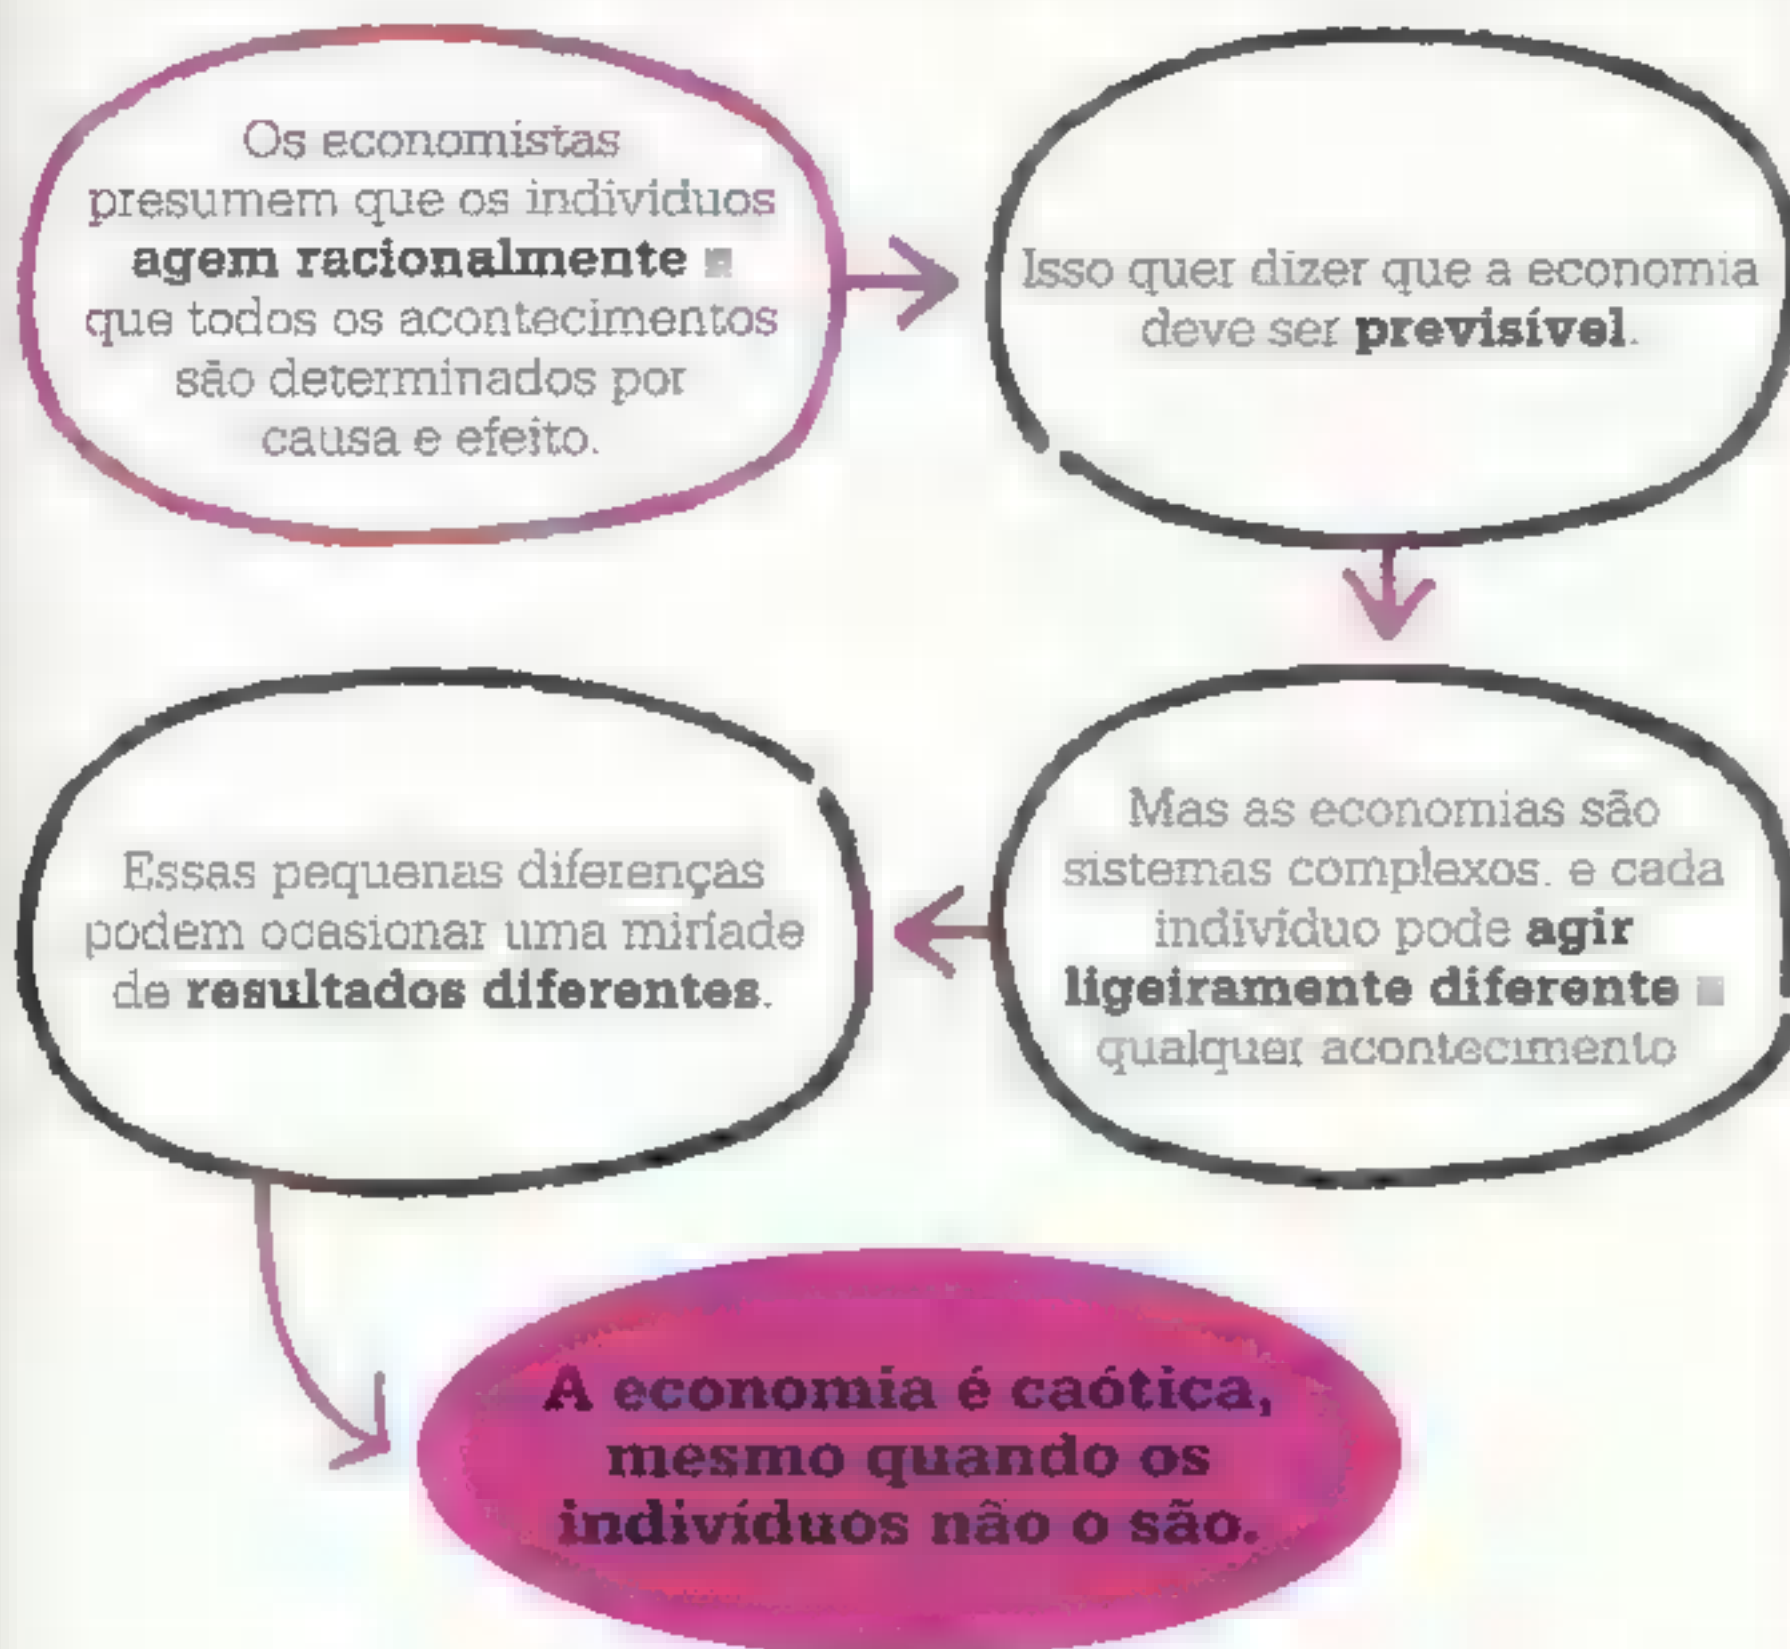 Os economistas
presumem que os indivíduos
agem racionalmente
que todos os acontecimentos
são determinados por
causa e efeito.
Isso quer dizer que a economia
deve ser previsível.
Mas as economias são
sistemas complexos. e cada
indivíduo pode agir
ligeiramente diferente
qualquer acontecimento
Essas pequenas diferenças
podem ocasionar uma miríade
de resultados diferentes.
A economia é caótica,
mesmo quando os
indivíduos não o são.